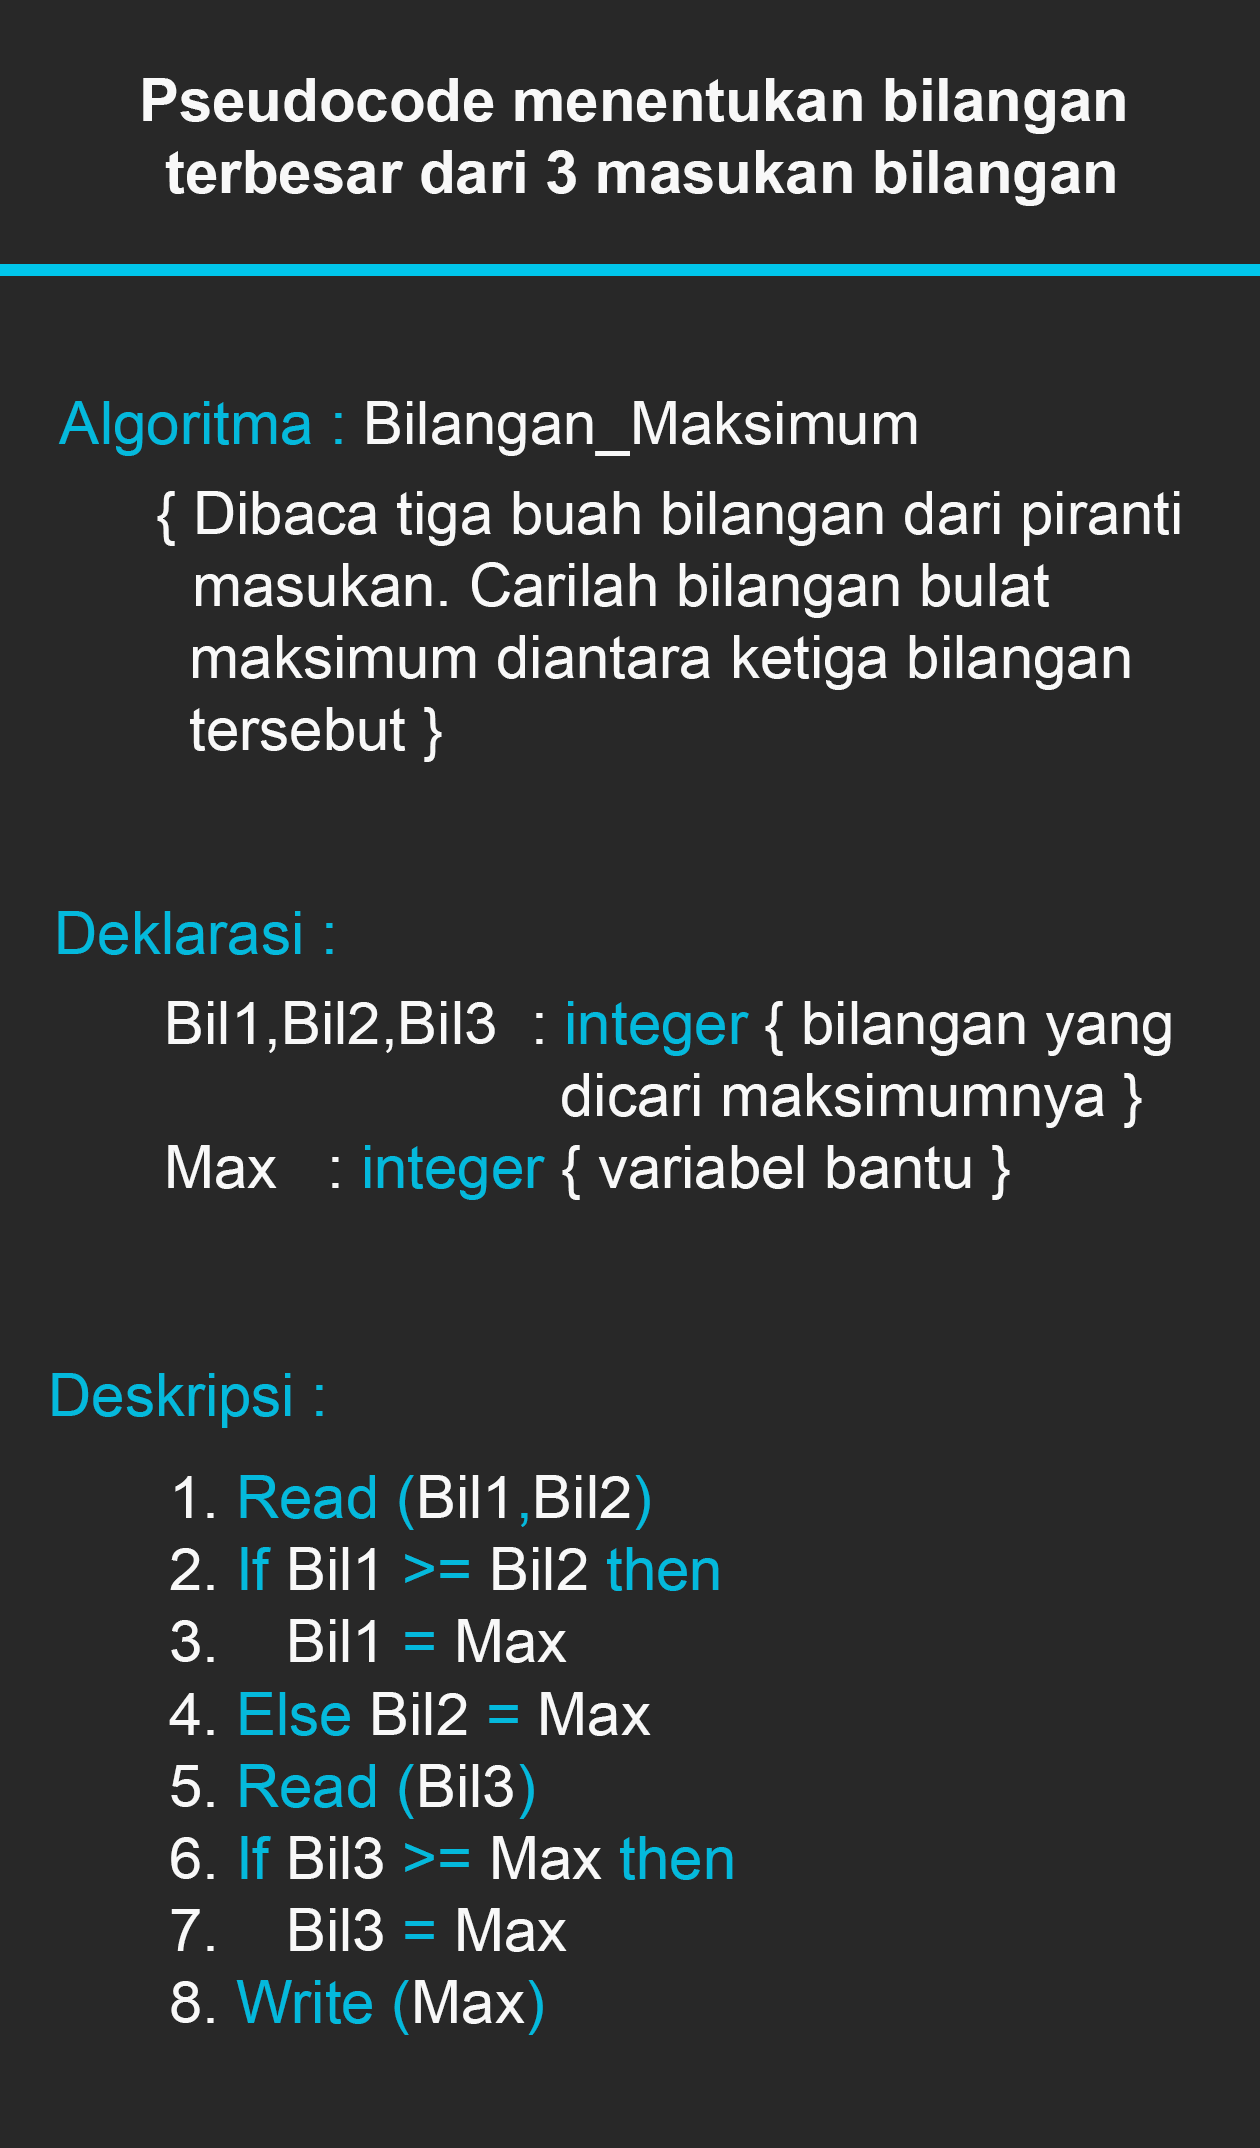 Pseudocode menentukan bilangan
terbesar dari 3 masukan bilangan
Algoritma : Bilangan_Maksimum
{ Dibaca tiga buah bilangan dari piranti
masukan. Carilah bilangan bulat
maksimum diantara ketiga bilangan
tersebut }
Deklarasi :
Bil1,Bil2,Bil3 : integer { bilangan yang
dicari maksimumnya }
Max : integer { variabel bantu }
Deskripsi :
1. Read (Bil1,Bil2)
2. If Bil1 >= Bil2 then
3. Bil1 = Max
4. Else Bil2 = Max
5. Read (Bil3)
6. If Bil3 >= Max then
7. Bil3 = Max
8. Write (Max)